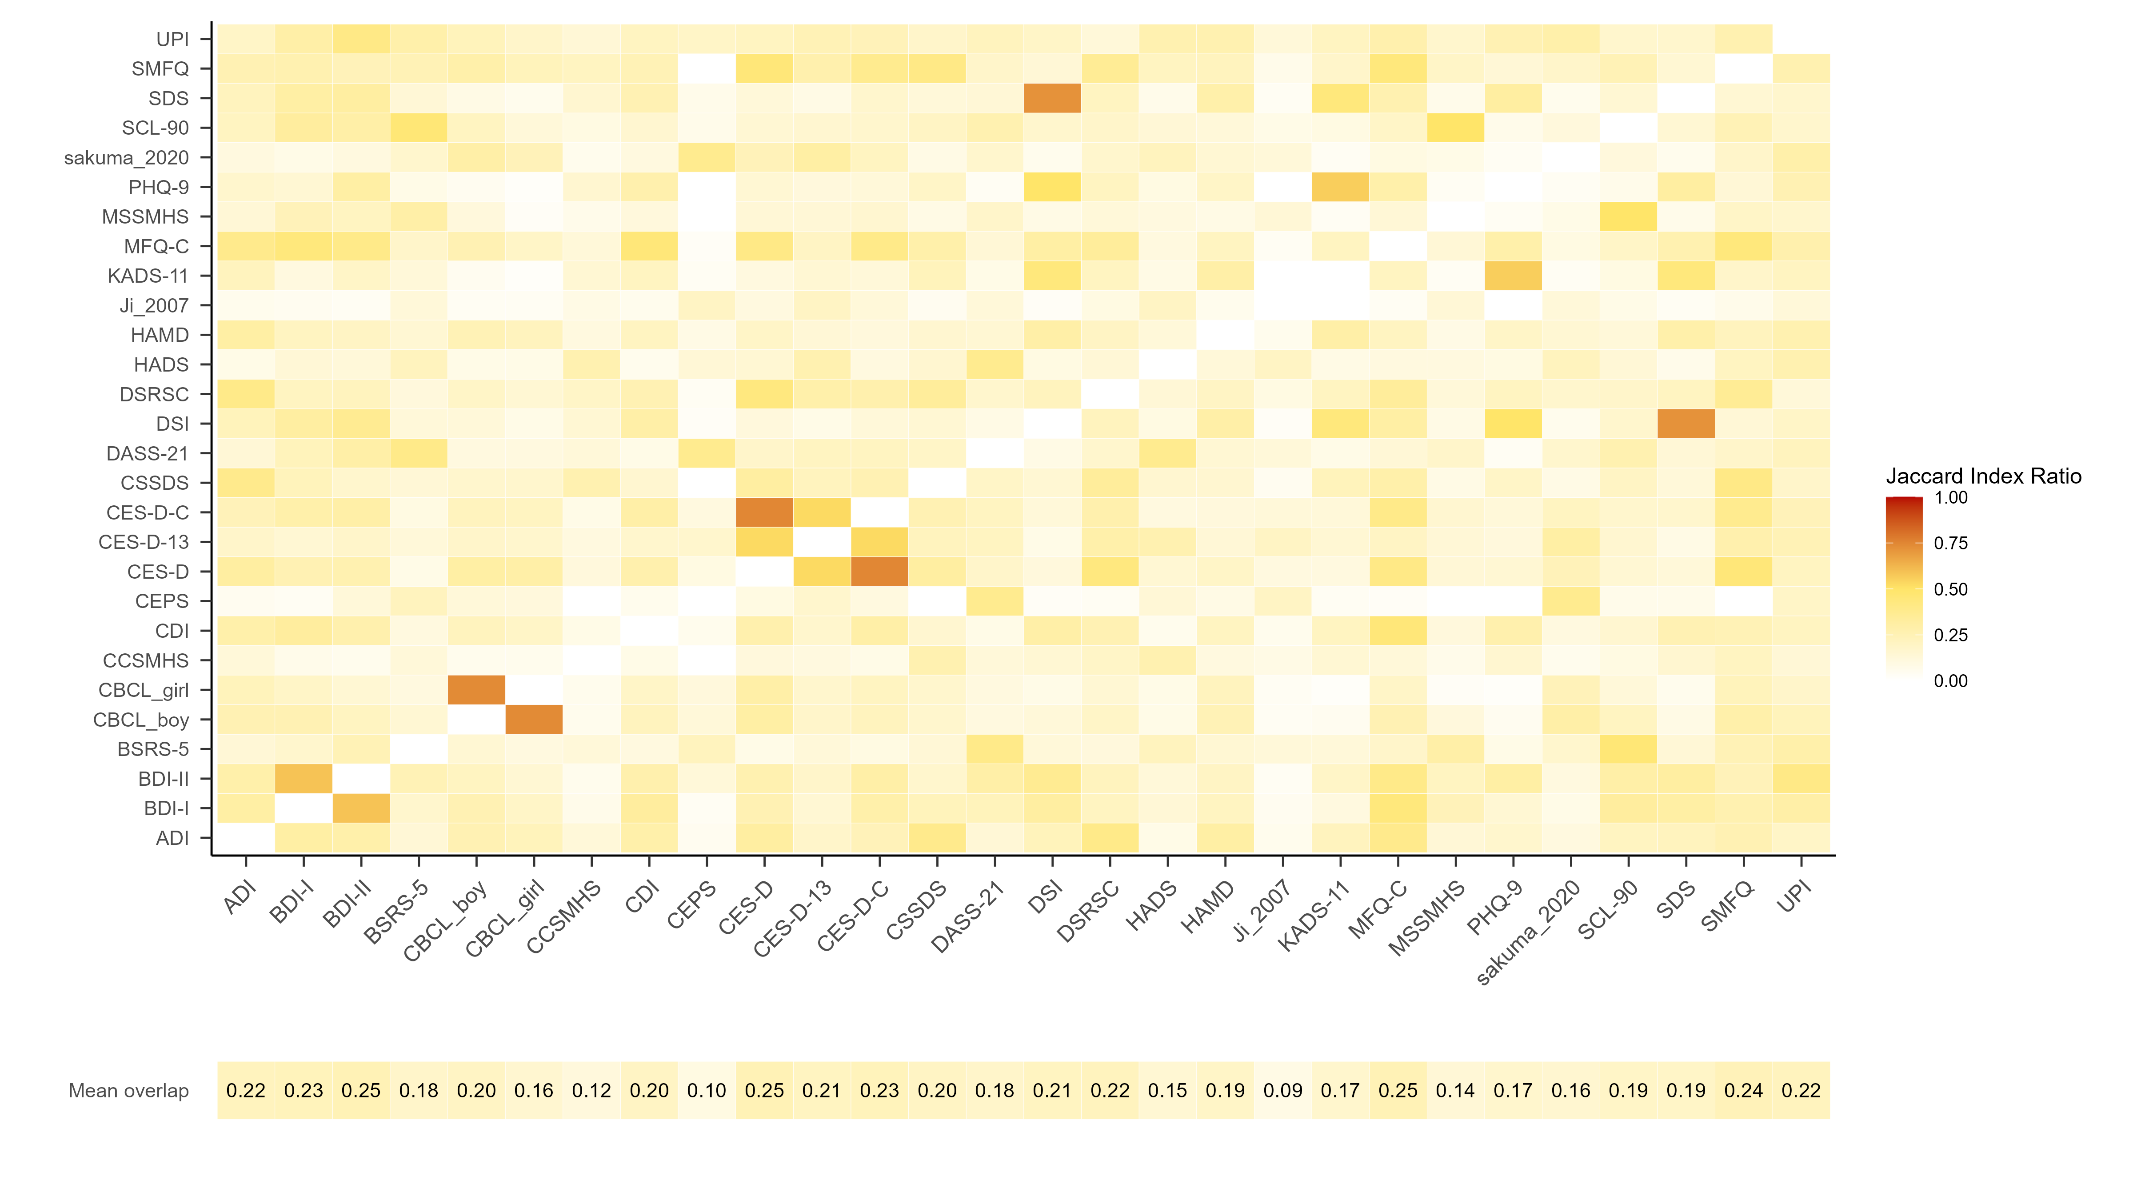 UPI
SMFQ
SDS
SCL-90
sakuma_2020
PHQ-9
MSSMHS
MFQ-C
KADS-11
Ji_2007
HAMD
HADS
DSRSC
DSI
DASS-21
CSSDS
CES-D-C
CES-D-13
CES-D
CEPS
CDI
CCSMHS
CBCL_girl
CBCL_boy
BSRS-5
BDI-II
BDI-I
ADI
ADI BDI-I BDI-II BSRS-5 CBCL_boy CBCL_girl CCSMHS CDI CEPS CES-D CES-D-13 CES-D-C CSSDS DASS-21 DSI DSRSC HADS HAMD Ji_2007 KADS-11 MFQ-C MSSMHS PHQ-9 sakuma_2020 SCL-90 SDS SMFQ UPI
Jaccard Index Ratio
1.00
0.75
0.50
0.25
0.00
Mean overlap 0.22 0.23 0.25 0.18 0.20 0.16 0.12 0.20 0.10 0.25 0.21 0.23 0.20 0.18 0.21 0.22 0.15 0.19 0.09 0.17 0.25 0.14 0.17 0.16 0.19 0.19 0.24 0.22